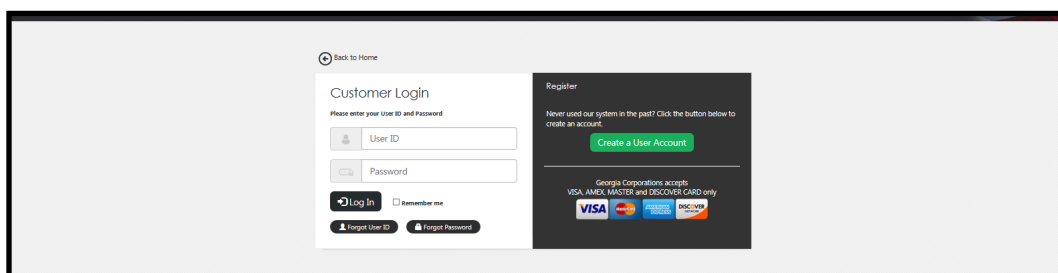 Back to Home
Customer Login
Please enter your User ID and Password
User ID
Password
Log In
Remember me
Forgot User ID
Forgot Password
Register
Never used our system in the past? Click the button below to
create an account.
Create a User Account
Georgia Corporations accepts
VISA, AMEX, MASTER and DISCOVER CARD only
VISA
MasterCard
AMERICAN EXPRESS
DISCOVER
NETWORK